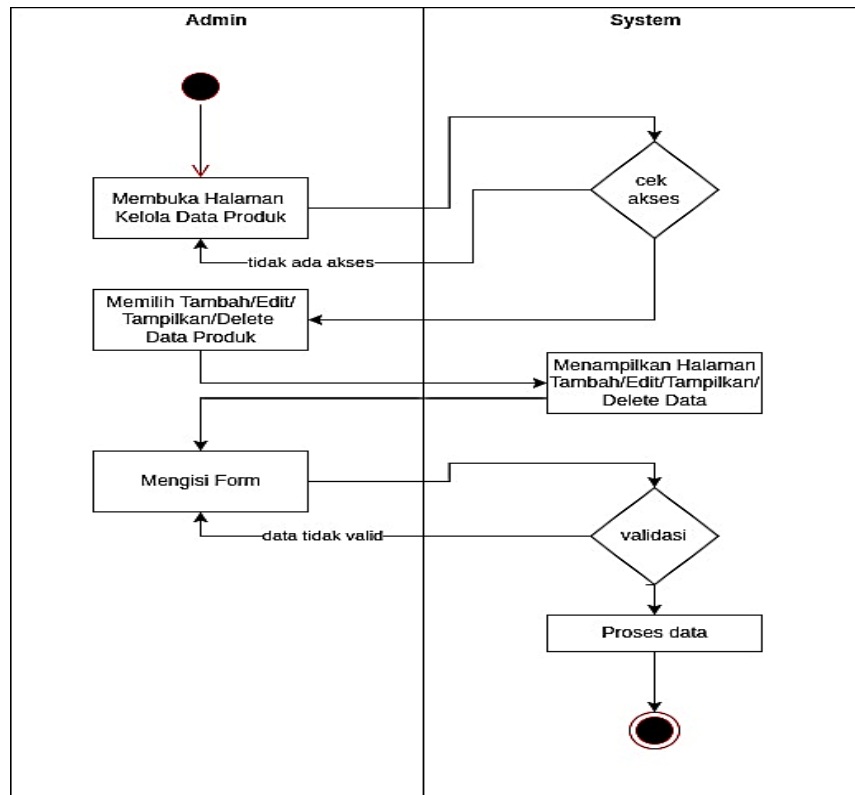 Admin
System
Membuka Halaman
Kelola Data Produk
cek
akses
tidak ada akses
Memilih Tambah/Edit/
Tampilkan/Delete
Data Produk
Menampilkan Halaman
Tambah/Edit/Tampilkan/
Delete Data
Mengisi Form
validasi
data tidak valid
Proses data